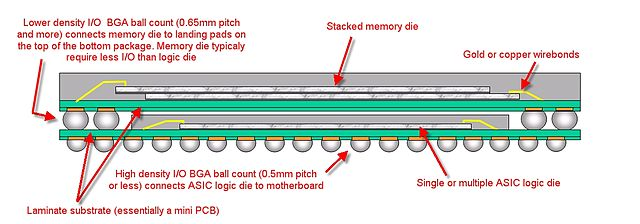 Lower density I/O  BGA ball count (0.65mm pitch
and more) connects memory die to landing pads on
the top of the bottom package. Memory die typicaly
require less I/O than logic die
Stacked memory die
Gold or copper wirebonds
High density I/O BGA ball count (0.5mm pitch
or less) connects ASIC logic die to motherboard
Single or multiple ASIC logic die
Laminate substrate (essentially a mini PCB)